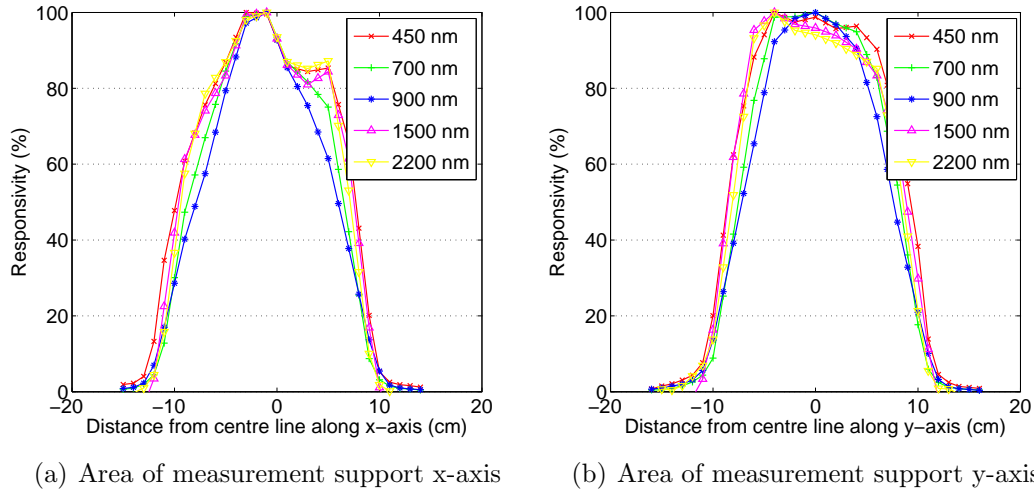 100
80
60
40
20
0
Responsivity (%)
−20
−10
0
10
20
Distance from centre line along x−axis (cm)
450 nm
700 nm
900 nm
1500 nm
2200 nm
(a) Area of measurement support x-axis
100
80
60
40
20
0
Responsivity (%)
−20
−10
0
10
20
Distance from centre line along y−axis (cm)
450 nm
700 nm
900 nm
1500 nm
2200 nm
(b) Area of measurement support y-axis